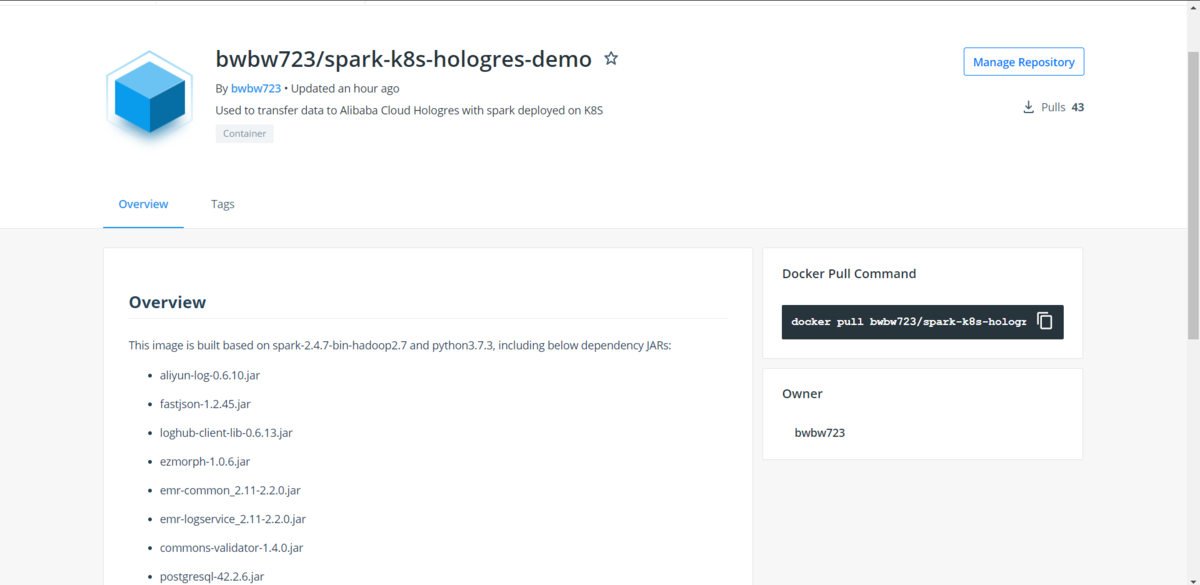 bwbw723/spark-k8s-hologres-demo
By bwbw723 • Updated an hour ago
Used to transfer data to Alibaba Cloud Hologres with spark deployed on K8S
Container
Manage Repository
Pulls 43
Overview
Tags
Overview
This image is built based on spark-2.4.7-bin-hadoop2.7 and python3.7.3, including below dependency JARs:
• aliyun-log-0.6.10.jar
• fastjson-1.2.45.jar
• loghub-client-lib-0.6.13.jar
• ezmorph-1.0.6.jar
• emr-common_2.11-2.2.0.jar
• emr-logservice_2.11-2.2.0.jar
• commons-validator-1.4.0.jar
• postgresql-42.2.6.jar
Docker Pull Command
docker pull bwbw723/spark-k8s-hologr
Owner
bwbw723